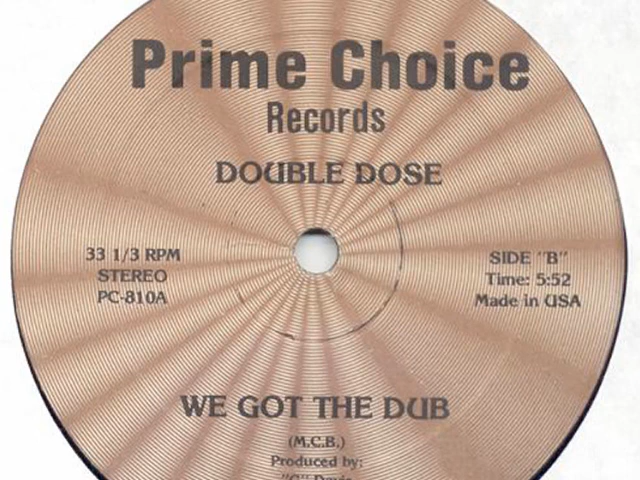 Prime Choice
Records
DOUBLE DOSE
33 1/3 RPM
STEREO
PC-810A
SIDE "B"
Time: 5:52
Made in USA
WE GOT THE DUB
(M.C.B.)
Produced by: